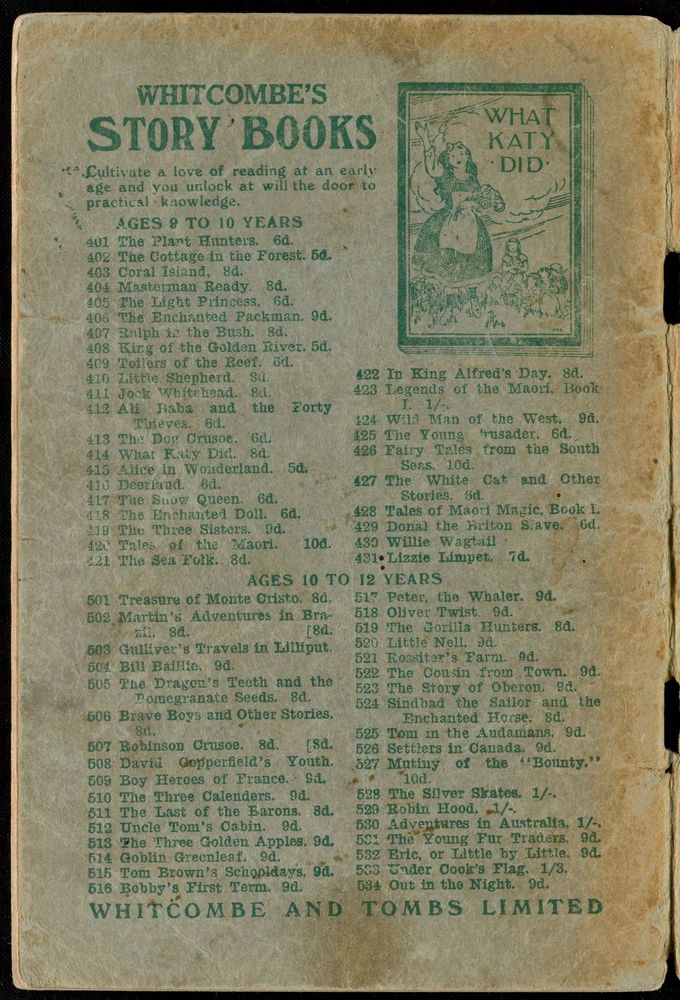 WHITCOMBE'S
STORY BOOKS
Cultivate a love of reading at an early
age and you unlock at will the door to
practical knowledge.
WHAT
KATY
· DID ·
AGES 9 TO 10 YEARS
401 The Plant Hunters. 6d.
402 The Cottage in the Forest. 5d.
403 Coral Island. 8d.
404 Masterman Ready. 8d.
405 The Light Princess. 6d.
406 The Enchanted Packman. 9d.
407 Ralph in the Bush. 8d.
408 King of the Golden River. 5d.
409 Toilers of the Reef. 6d.
410 Little Shepherd. 8d.
411 Jock Whitehead. 8d.
412 Ali Baba and the Forty
Thieves. 6d.
413 The Dog Crusoe. 6d.
414 What Katy Did. 8d.
415 Alice in Wonderland. 5d.
416 Deerland. 6d.
417 The Snow Queen. 6d.
418 The Enchanted Doll. 6d.
419 The Three Sisters. 9d.
420 Tales of the Maori. 10d.
421 The Sea Folk. 8d.
422 In King Alfred's Day. 8d.
423 Legends of the Maori. Book
I. 1/-.
424 Wild Man of the West. 9d.
425 The Young 'rusader. 6d.
426 Fairy Tales from the South
Seas. 10d.
427 The White Cat and Other
Stories. 6d.
428 Tales of Maori Magic, Book I.
429 Donal the Briton Slave. 6d.
430 Willie Wagtail
431 Lizzie Limpet. 7d.
AGES 10 TO 12 YEARS
501 Treasure of Monte Cristo. 8d.
502 Martin's Adventures in Bra-
zil. 8d. [8d.
503 Gulliver's Travels in Lilliput.
504 Bill Baillie. 9d.
505 The Dragon's Teeth and the
Pomegranate Seeds. 8d.
506 Brave Boys and Other Stories.
8d.
507 Robinson Crusoe. 8d. [8d.
508 David Copperfield's Youth.
509 Boy Heroes of France. 9d.
510 The Three Calenders. 9d.
511 The Last of the Barons. 8d.
512 Uncle Tom's Cabin. 9d.
513 The Three Golden Apples. 9d.
514 Goblin Greenleaf. 9d.
515 Tom Brown's Schooldays. 9d.
516 Bobby's First Term. 9d.
517 Peter, the Whaler. 9d.
518 Oliver Twist. 9d.
519 The Gorilla Hunters. 8d.
520 Little Nell. 9d.
521 Rossiter's Farm. 9d.
522 The Cousin from Town. 9d.
523 The Story of Oberon. 9d.
524 Sindbad the Sailor and the
Enchanted Horse. 8d.
525 Tom in the Andamans. 9d.
526 Settlers in Canada. 9d.
527 Mutiny of the "Bounty."
10d.
528 The Silver Skates. 1/-.
529 Robin Hood. 1/-.
530 Adventures in Australia. 1/-.
531 The Young Fur Traders. 9d.
532 Eric, or Little by Little. 9d.
533 Under Cook's Flag. 1/3.
534 Out in the Night. 9d.
WHITCOMBE AND TOMBS LIMITED